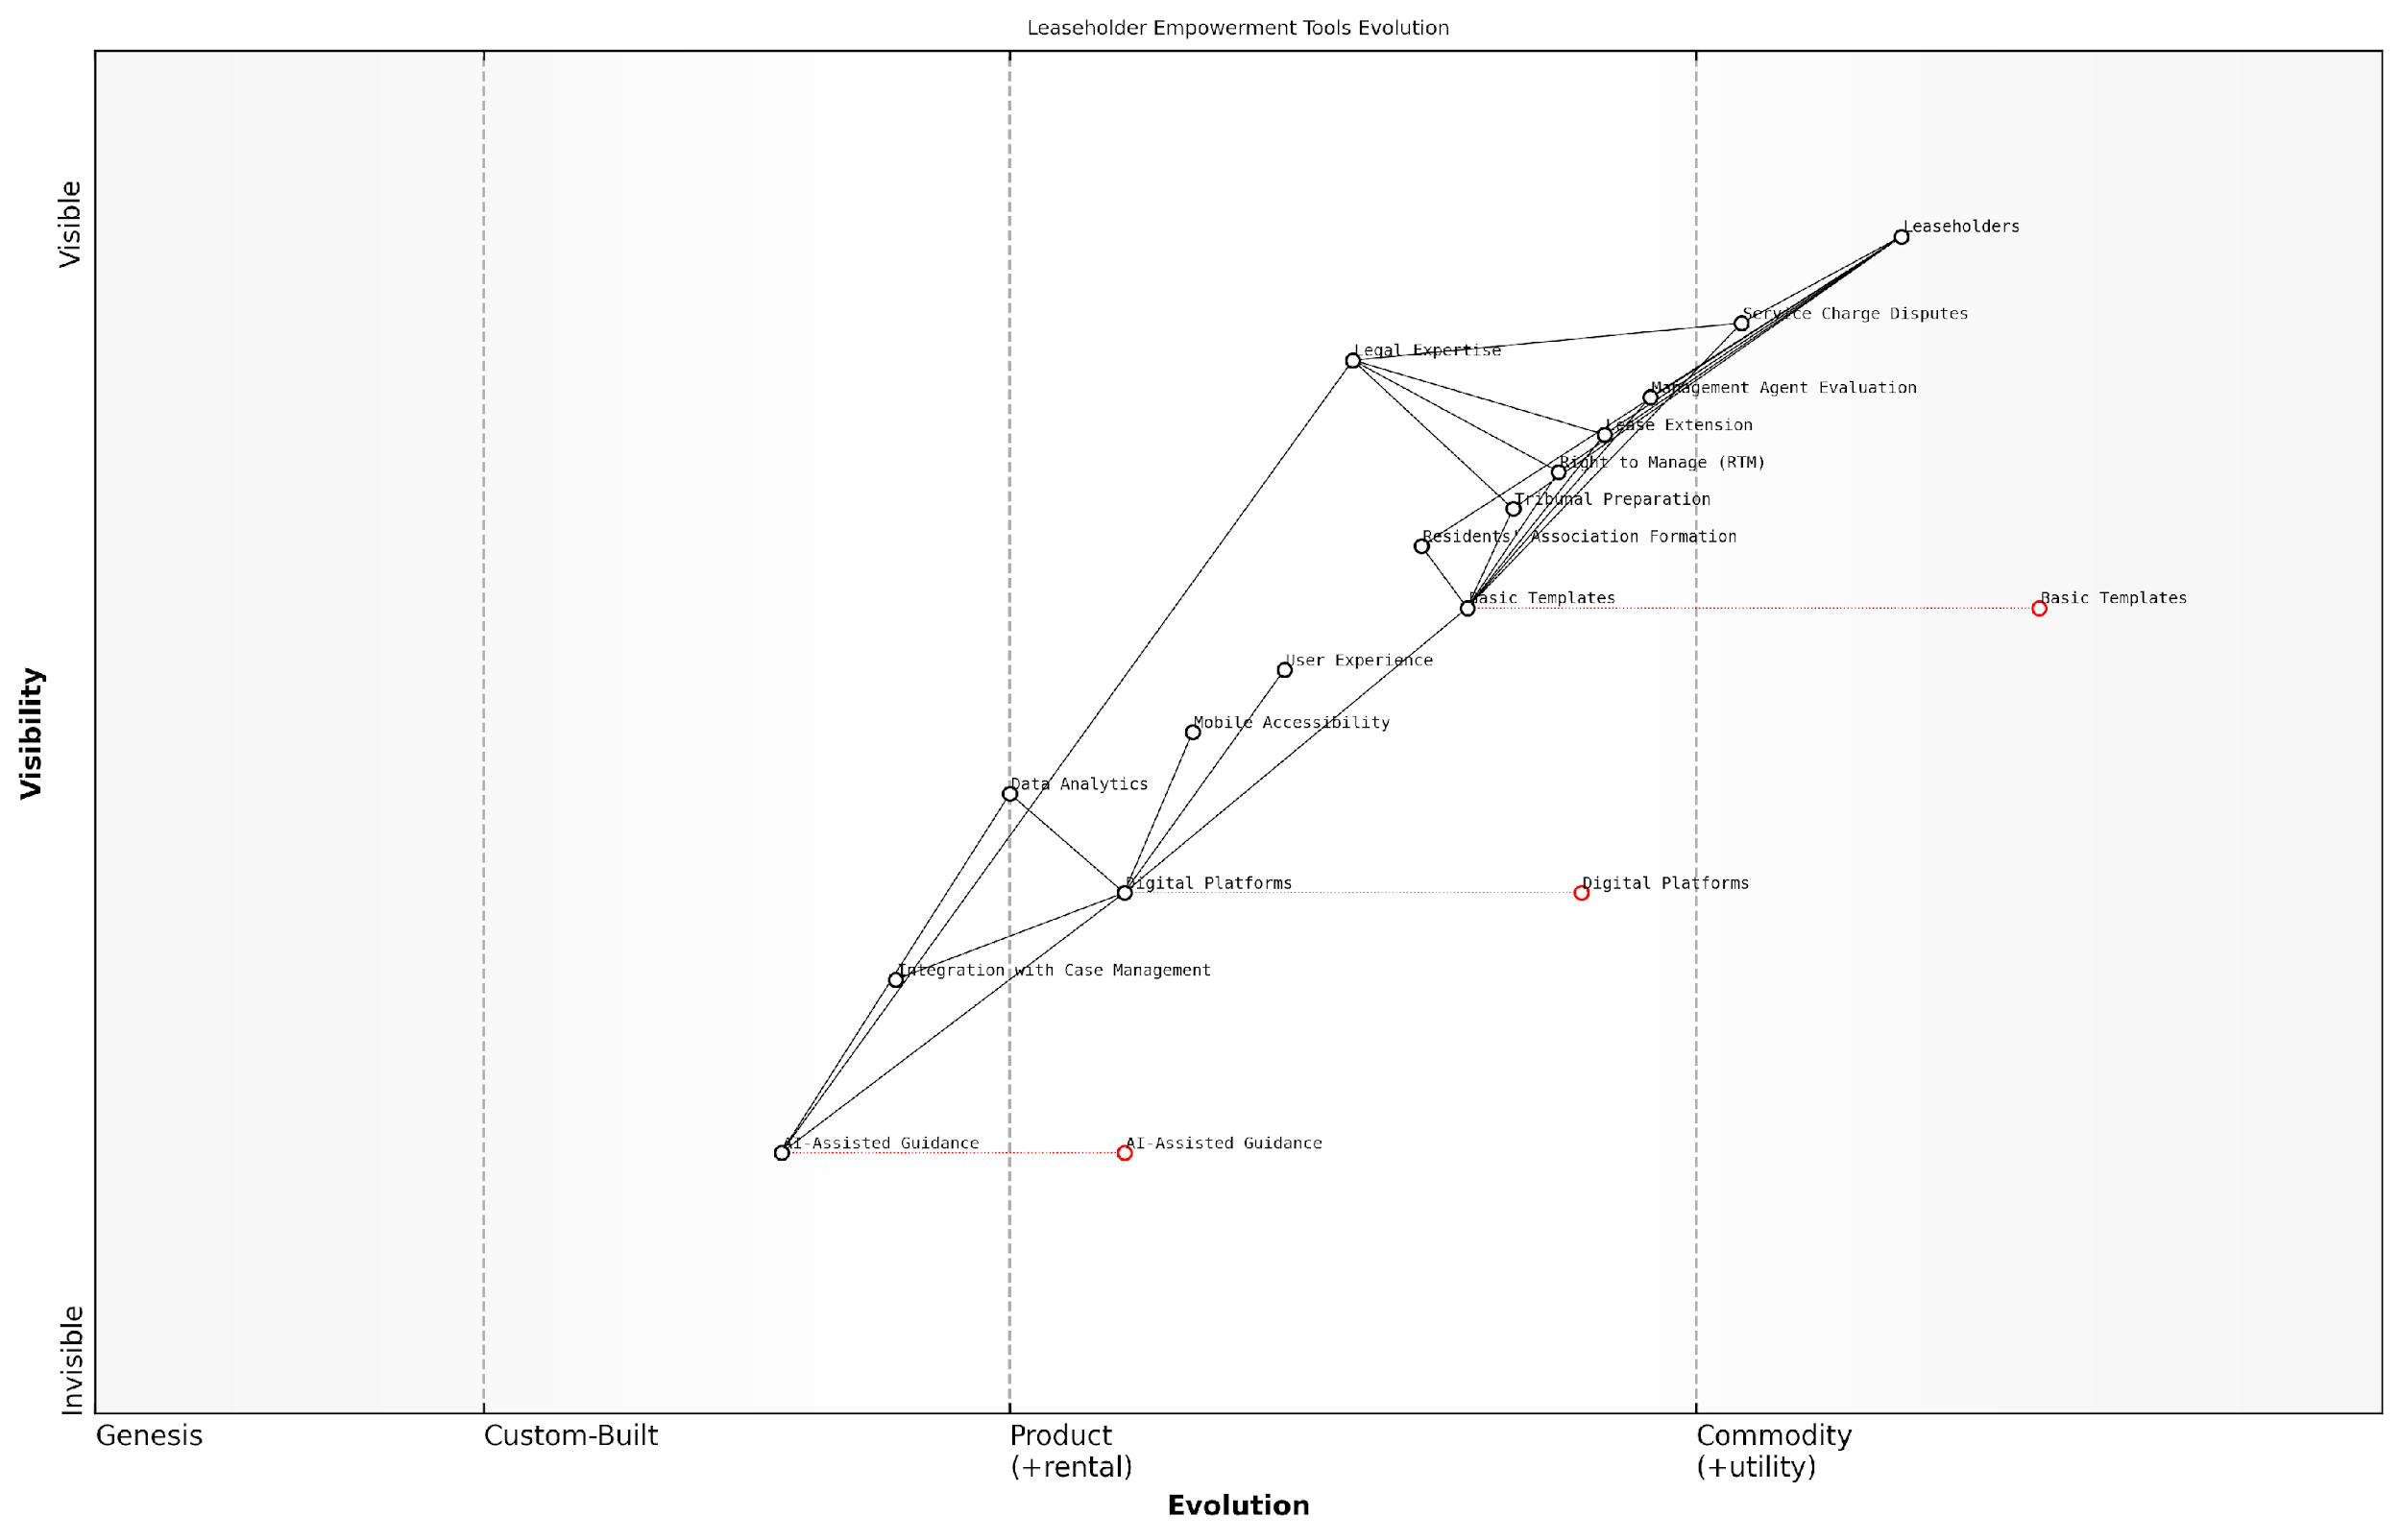 Leaseholder Empowerment Tools Evolution
Visible
Visibility
Invisible
Leaseholders
Service Charge Disputes
Legal Expertise
Management Agent Evaluation
Lease Extension
Right to Manage (RTM)
Tribunal Preparation
Residents' Association Formation
Basic Templates
Basic Templates
User Experience
Mobile Accessibility
Data Analytics
Digital Platforms
Digital Platforms
Integration with Case Management
AI-Assisted Guidance
AI-Assisted Guidance
Genesis
Custom-Built
Product
(+rental)
Commodity
(+utility)
Evolution